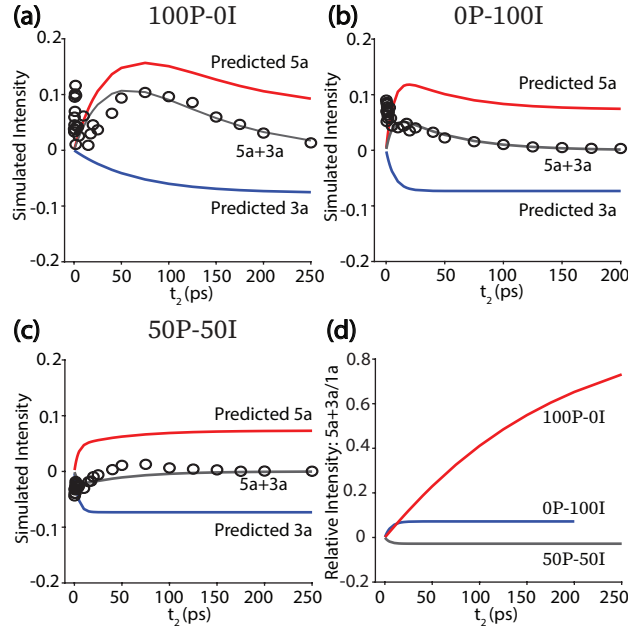 (a) 100P-0I
0.2
0.1
0
-0.1
-0.2
Simulated Intensity
Predicted 5a
5a+3a
Predicted 3a
0 50 100 150 200 250
t2 (ps)
(b) 0P-100I
0.2
0.1
0
-0.1
-0.2
Simulated Intensity
Predicted 5a
5a+3a
Predicted 3a
0 50 100 150 200
t2 (ps)
(c) 50P-50I
0.2
0.1
0
-0.1
-0.2
Simulated Intensity
Predicted 5a
5a+3a
Predicted 3a
0 50 100 150 200 250
t2 (ps)
(d)
0.8
0.6
0.4
0.2
0
0.2
Relative Intensity: 5a+3a/1a
100P-0I
0P-100I
50P-50I
0 50 100 150 200 250
t2 (ps)